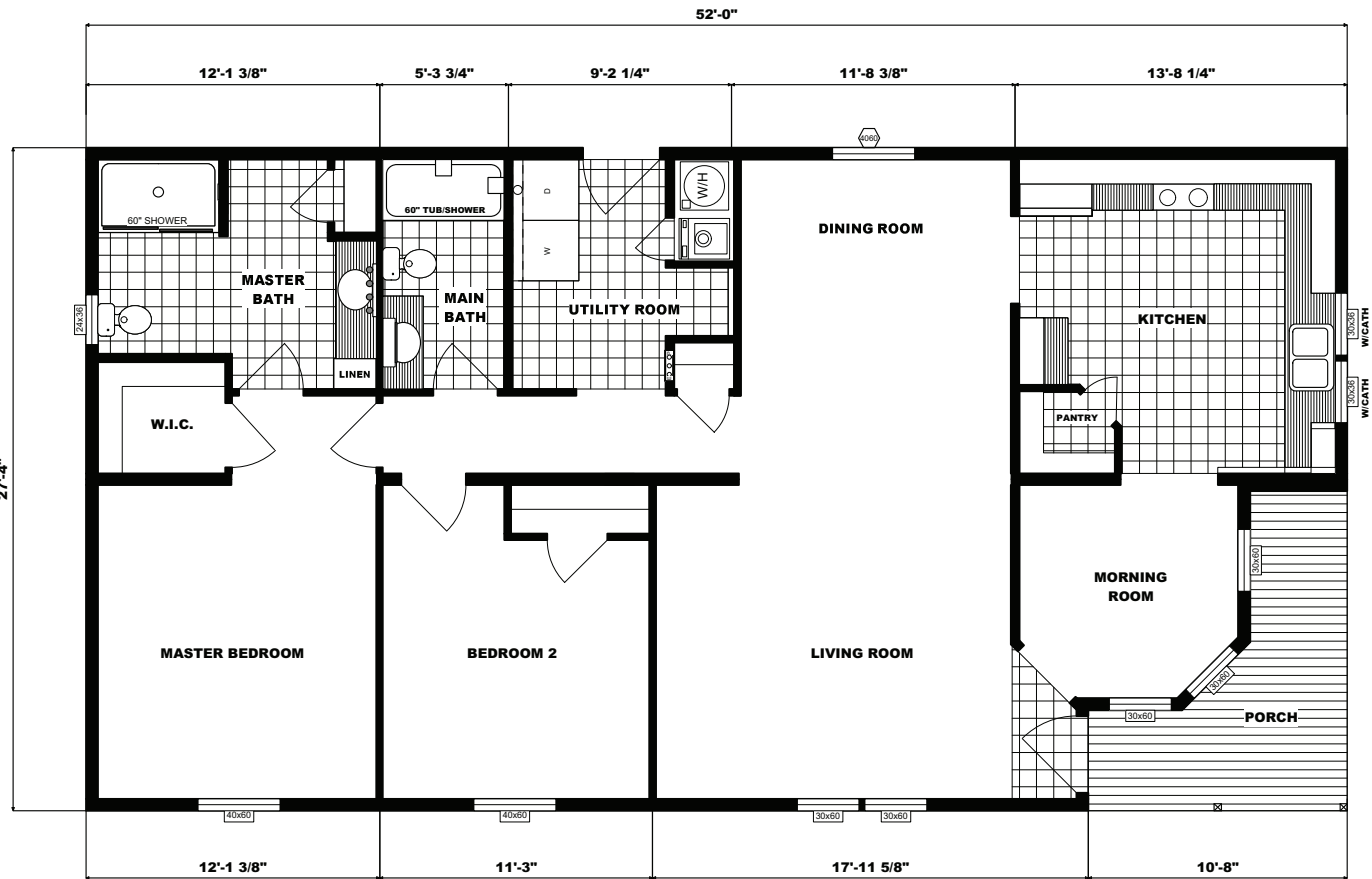 52'-0"
12'-1 3/8"
5'-3 3/4"
9'-2 1/4"
11'-8 3/8"
13'-8 1/4"
4060
60" SHOWER
60" TUB/SHOWER
D
W
W/H
DINING ROOM
MASTER
BATH
MAIN
BATH
UTILITY ROOM
KITCHEN
24x36
30x36
W/CATH
30x36
W/CATH
LINEN
W.I.C.
PANTRY
27'-4"
MORNING
ROOM
30x60
MASTER BEDROOM
BEDROOM 2
LIVING ROOM
30x60
30x60
PORCH
40x60
40x60
30x60
30x60
12'-1 3/8"
11'-3"
17'-11 5/8"
10'-8"